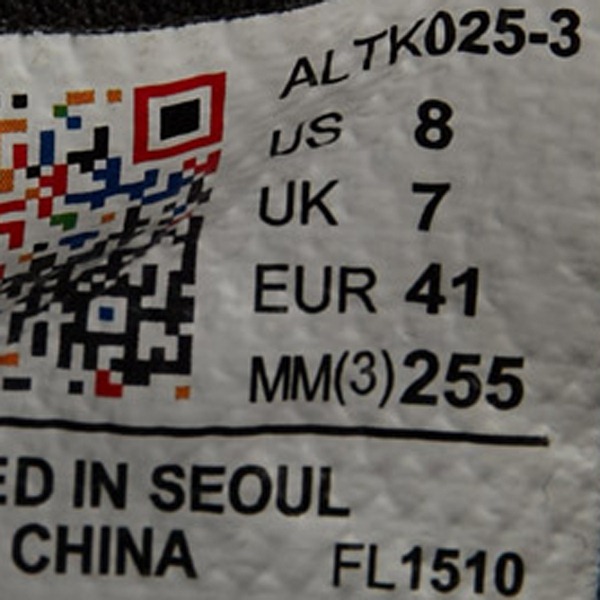 ALTK025-3
US 8
UK 7
EUR 41
MM(3) 255
ED IN SEOUL
CHINA FL1510